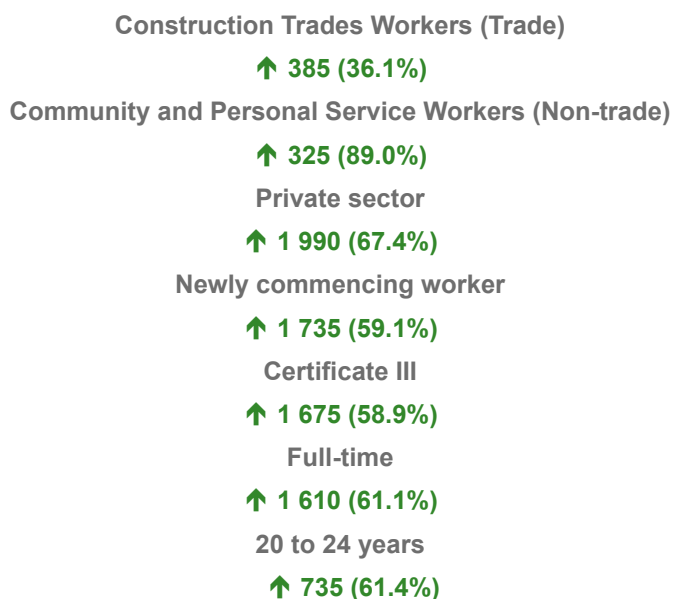 Construction Trades Workers (Trade)
↑ 385 (36.1%)
Community and Personal Service Workers (Non-trade)
↑ 325 (89.0%)
Private sector
↑ 1 990 (67.4%)
Newly commencing worker
↑ 1 735 (59.1%)
Certificate III
↑ 1 675 (58.9%)
Full-time
↑ 1 610 (61.1%)
20 to 24 years
↑ 735 (61.4%)